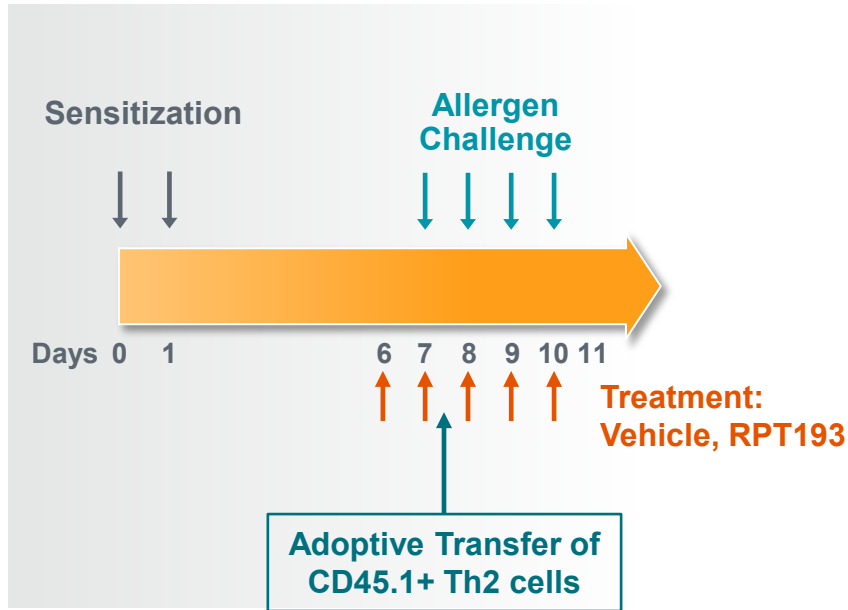 Sensitization
Allergen
Challenge
Days 0 1 6 7 8 9 10 11
Treatment:
Vehicle, RPT193
Adoptive Transfer of
CD45.1+ Th2 cells